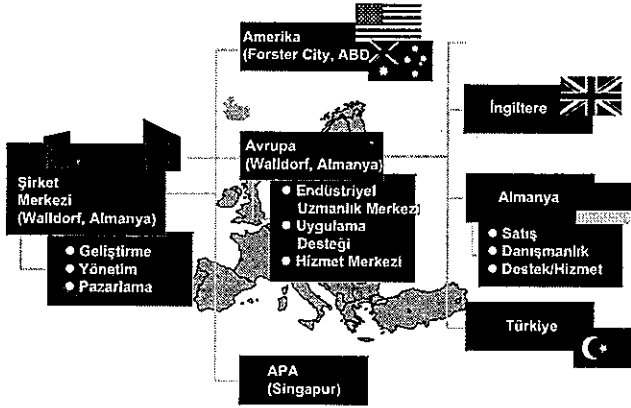 Amerika
(Forster City, ABD
Avrupa
(Walldorf, Almanya)
Endüstriyel
Uzmanlık Merkezi
Uygulama
Desteği
Hizmet Merkezi
APA
(Singapur)
Şirket
Merkezi
(Walldorf, Almanya)
Geliştirme
Yönetim
Pazarlama
İngiltere
Almanya
Satış
Danışmanlık
Destek/Hizmet
Türkiye